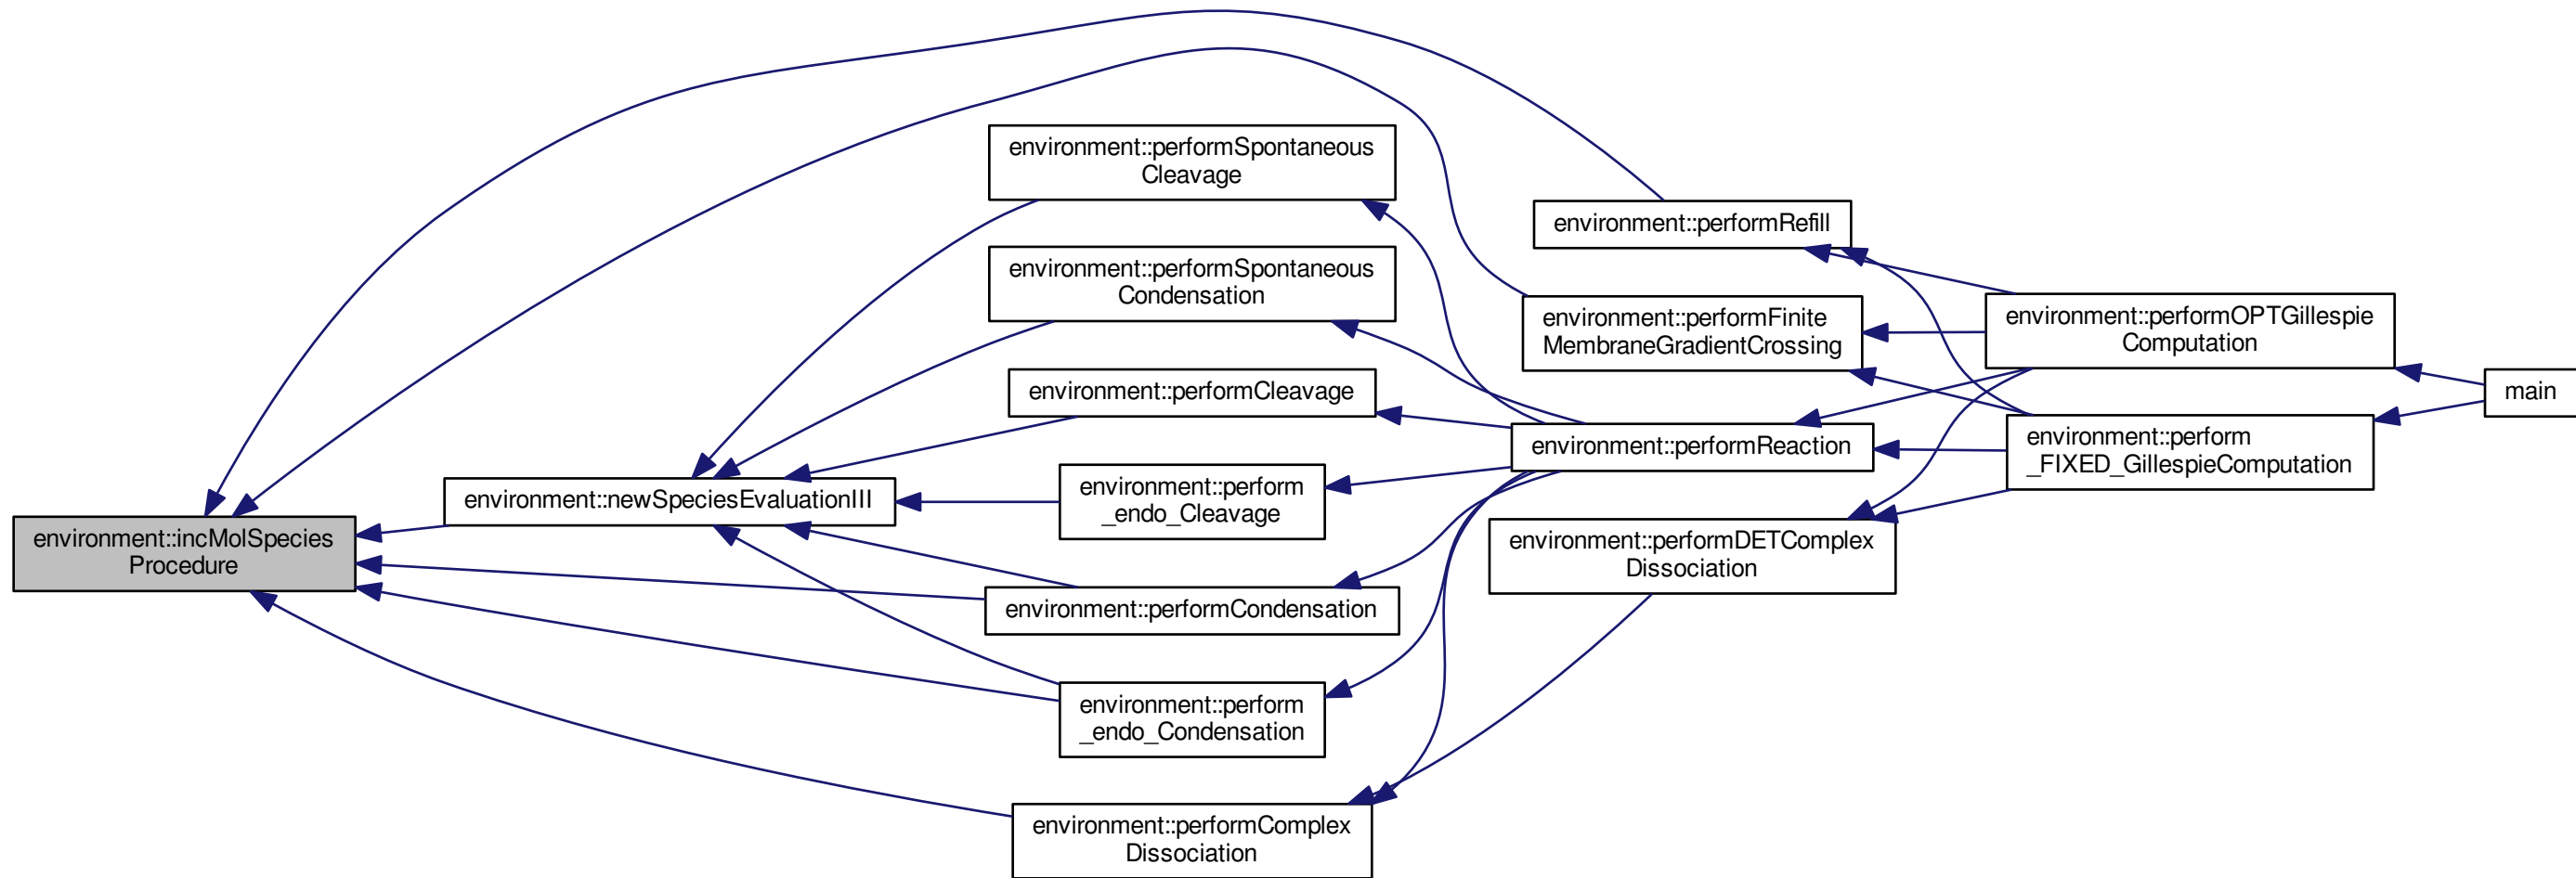 environment::performSpontaneous
Cleavage
environment::performRefill
environment::performSpontaneous
Condensation
environment::performFinite
MembraneGradientCrossing
environment::performOPTGillespie
Computation
main
environment::performCleavage
environment::performReaction
environment::perform
_FIXED_GillespieComputation
environment::newSpeciesEvaluationIII
environment::perform
_endo_Cleavage
environment::incMolSpecies
Procedure
environment::performDETComplex
Dissociation
environment::performCondensation
environment::perform
_endo_Condensation
environment::performComplex
Dissociation